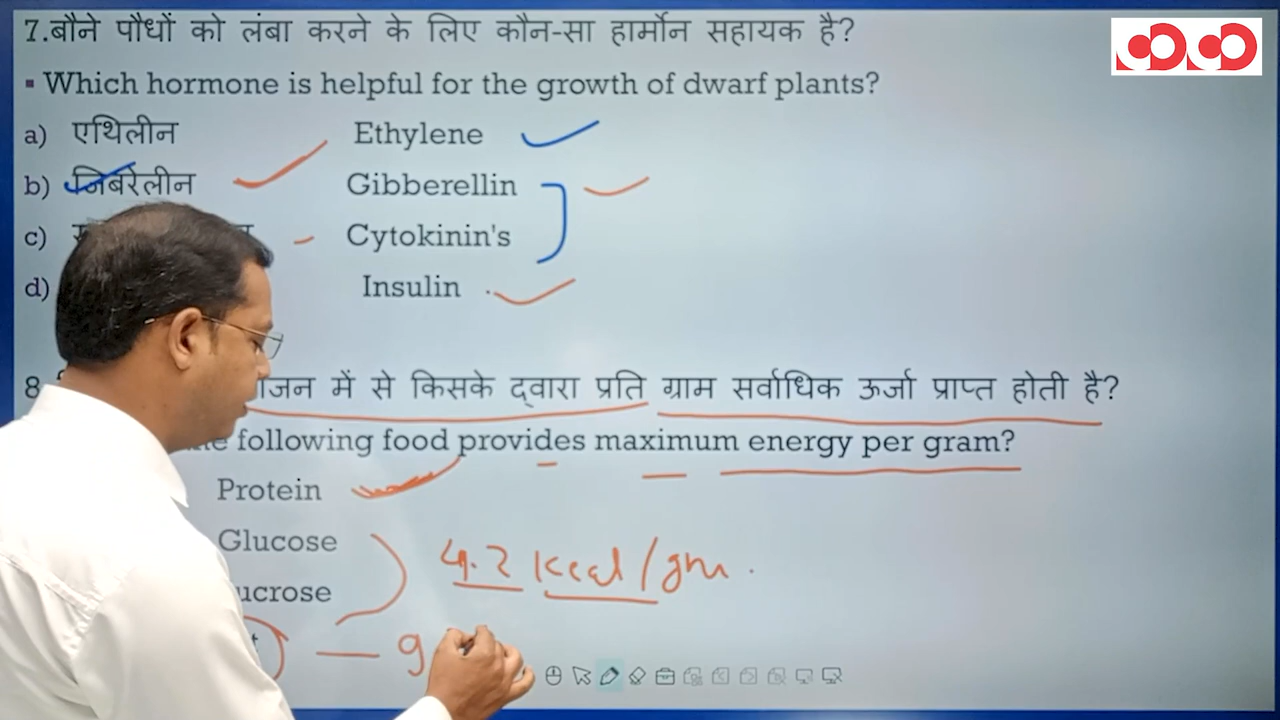 7.बौने पौधों को लंबा करने के लिए कौन-सा हार्मोन सहायक है?
▪ Which hormone is helpful for the growth of dwarf plants?
a) एथिलीन Ethylene
b) जिबरेलीन Gibberellin
c) Cytokinin's
d) Insulin
8 में से किसके द्वारा प्रति ग्राम सर्वाधिक ऊर्जा प्राप्त होती है?
following food provides maximum energy per gram?
Protein
Glucose
4.2 kcal/gm.
9